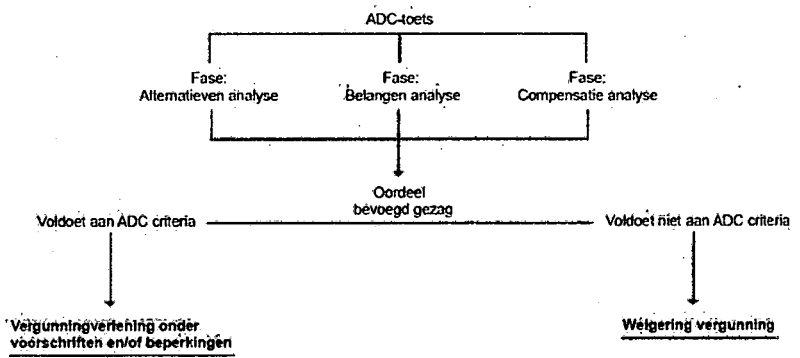 ADC-toets
Fase:
Alternatieven analyse
Fase:
Belangen analyse
Fase:
Compensatie analyse
Oordeel
bevoegd gezag
Voldoet aan ADC criteria
Voldoet niet aan ADC criteria
Vergunningverlening onder
voorschriften en/of beperkingen
Weigering vergunning